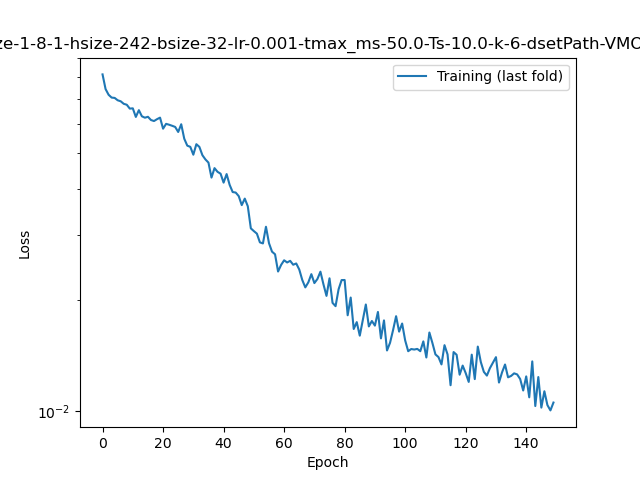 ze-1-8-1-hsize-242-bsize-32-lr-0.001-tmax_ms-50.0-Ts-10.0-k-6-dsetPath-VMC
Training (last fold)
Loss
10⁻²
0 20 40 60 80 100 120 140
Epoch